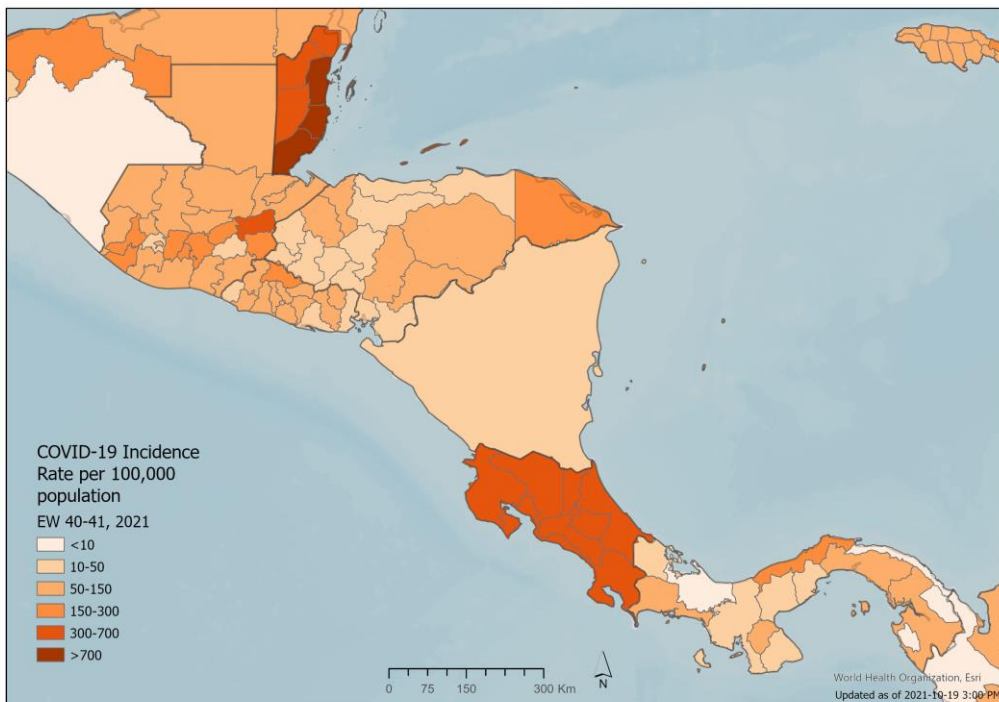 COVID-19 Incidence
Rate per 100,000
population
EW 40-41, 2021
<10
10-50
50-150
150-300
300-700
>700
0 75 150 300 Km
N
World Health Organization, Esri
Updated as of 2021-10-19 3:00 PM